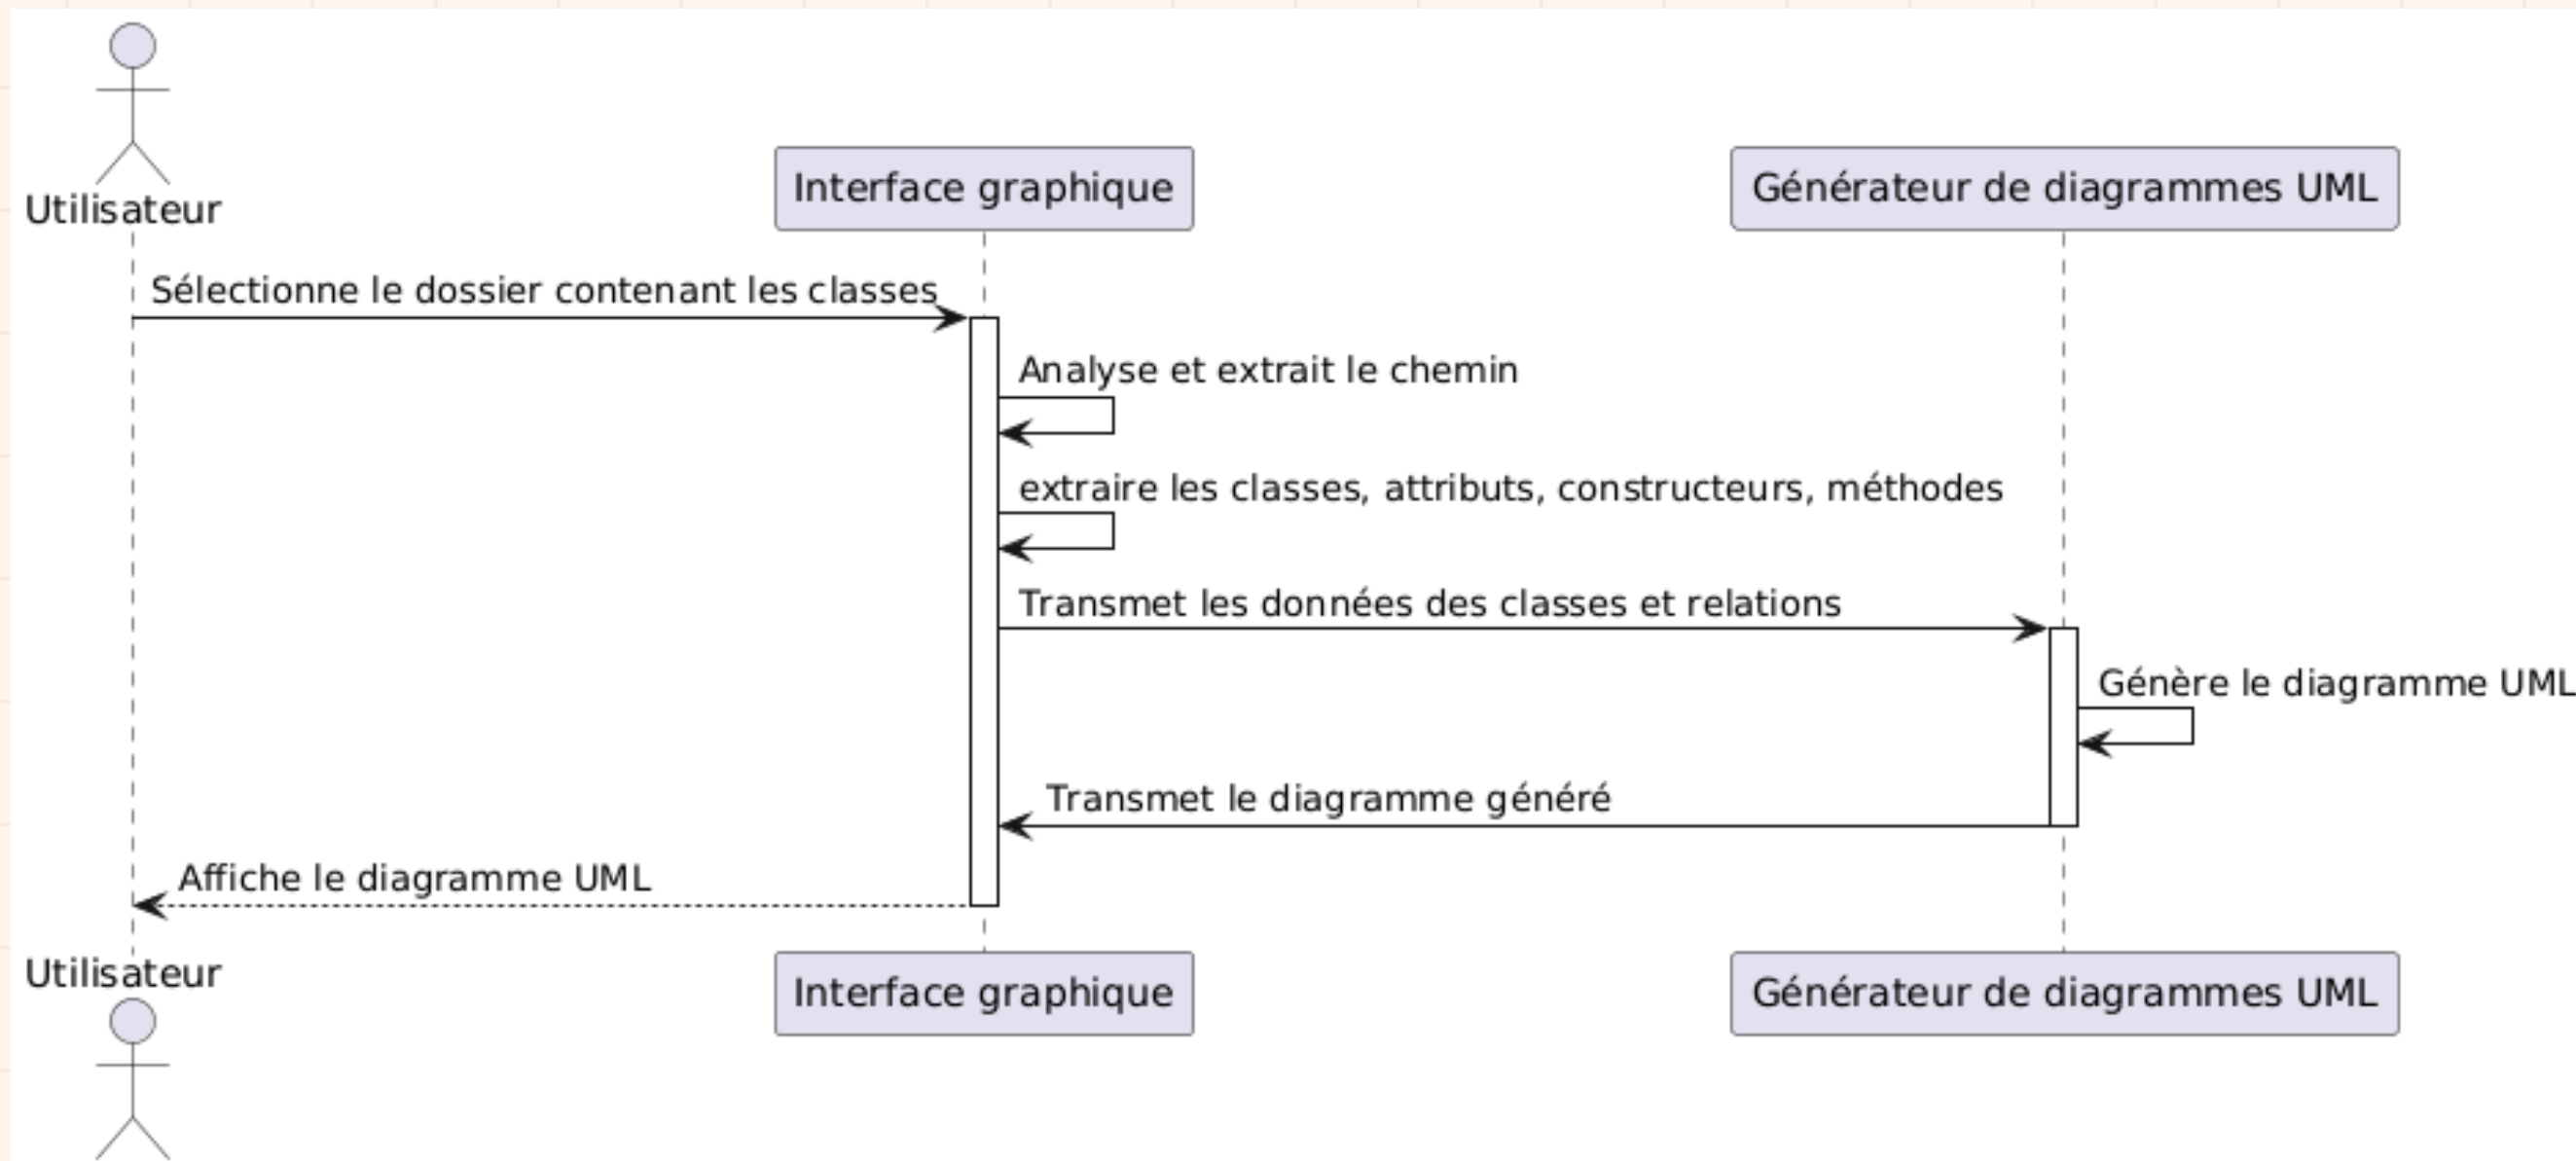 Utilisateur
Interface graphique
Générateur de diagrammes UML
Sélectionne le dossier contenant les classes
Analyse et extrait le chemin
extraire les classes, attributs, constructeurs, méthodes
Transmet les données des classes et relations
Génère le diagramme UML
Transmet le diagramme généré
Affiche le diagramme UML
Utilisateur
Interface graphique
Générateur de diagrammes UML